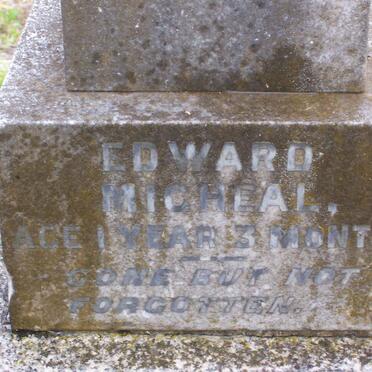 EDWARD
MICHEAL,
AGE 1 YEAR 3 MONT
GONE BUT NOT
FORGOTTEN.